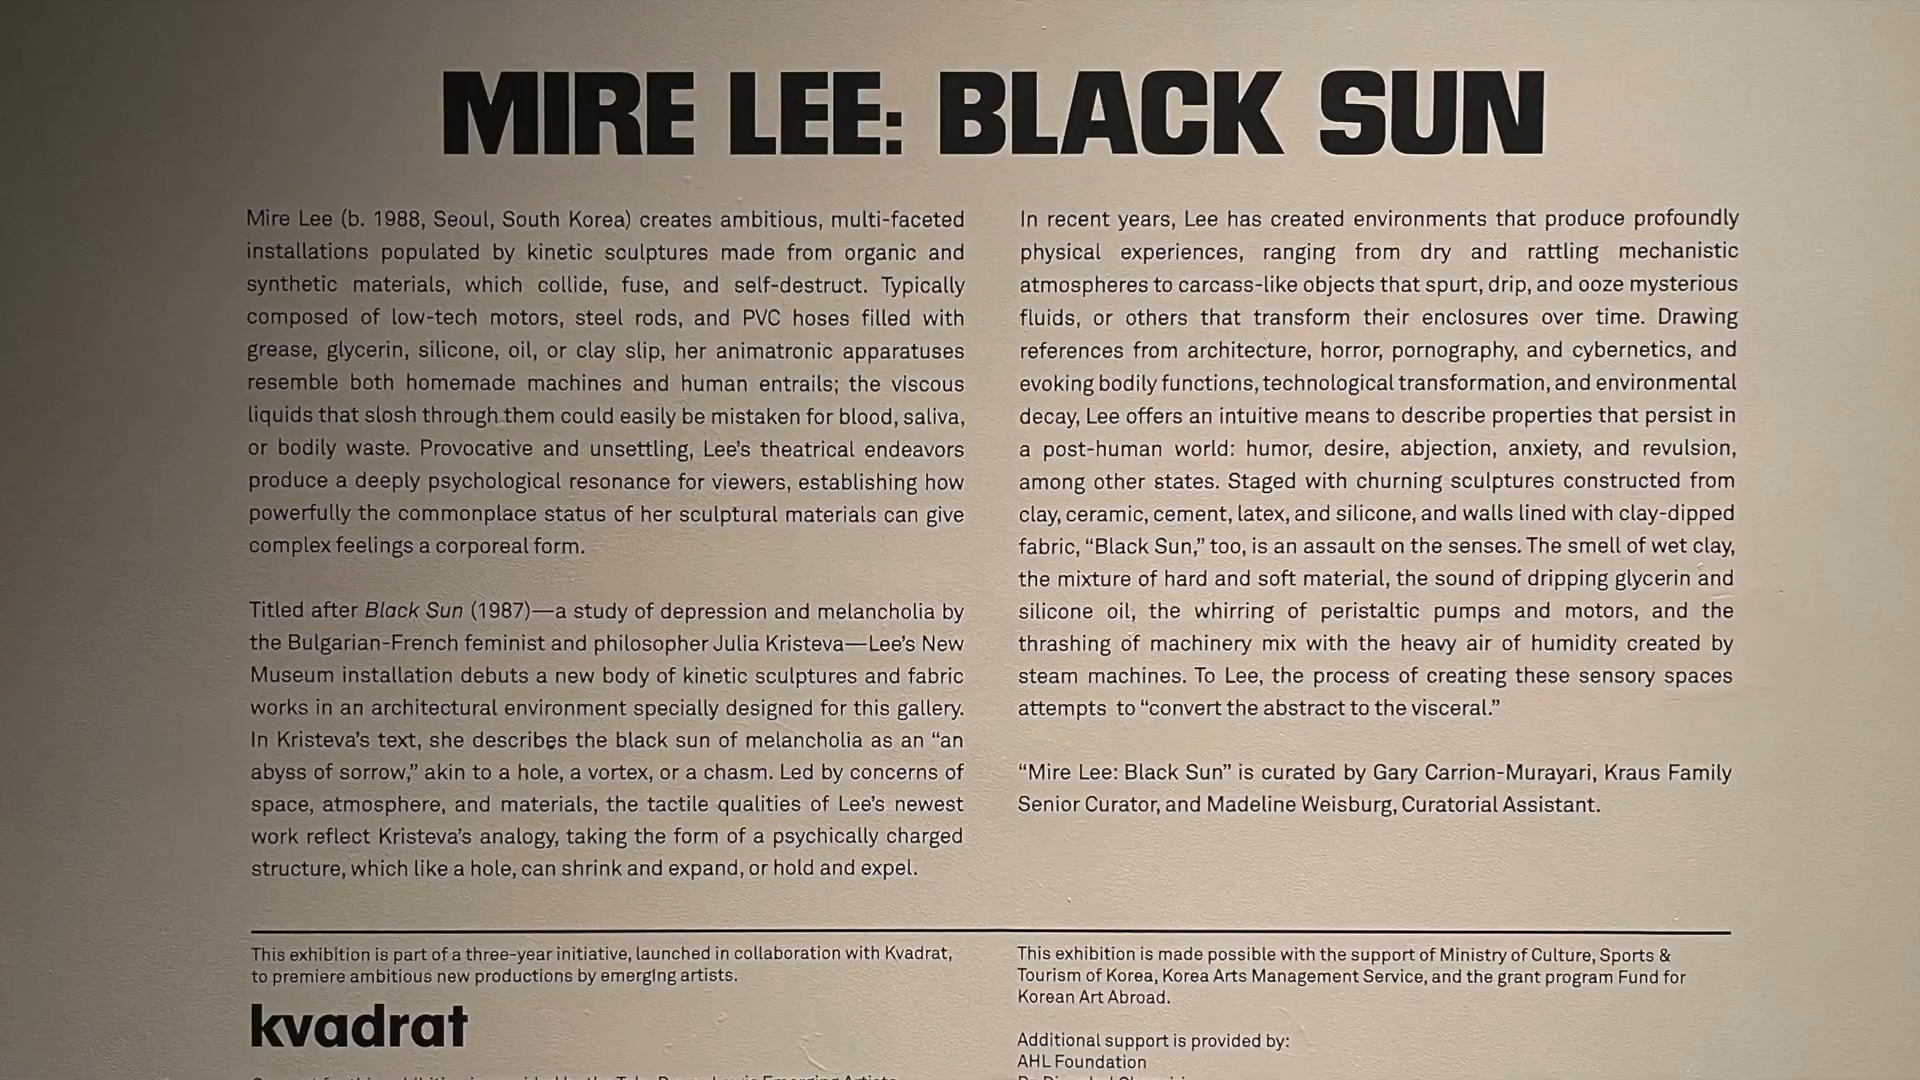 MIRE LEE: BLACK SUN
Mire Lee (b. 1988, Seoul, South Korea) creates ambitious, multi-faceted
installations populated by kinetic sculptures made from organic and
synthetic materials, which collide, fuse, and self-destruct. Typically
composed of low-tech motors, steel rods, and PVC hoses filled with
grease, glycerin, silicone, oil, or clay slip, her animatronic apparatuses
resemble both homemade machines and human entrails; the viscous
liquids that slosh through them could easily be mistaken for blood, saliva,
or bodily waste. Provocative and unsettling, Lee’s theatrical endeavors
produce a deeply psychological resonance for viewers, establishing how
powerfully the commonplace status of her sculptural materials can give
complex feelings a corporeal form.
Titled after Black Sun (1987)—a study of depression and melancholia by
the Bulgarian-French feminist and philosopher Julia Kristeva—Lee’s New
Museum installation debuts a new body of kinetic sculptures and fabric
works in an architectural environment specially designed for this gallery.
In Kristeva’s text, she describes the black sun of melancholia as an “an
abyss of sorrow,” akin to a hole, a vortex, or a chasm. Led by concerns of
space, atmosphere, and materials, the tactile qualities of Lee’s newest
work reflect Kristeva’s analogy, taking the form of a psychically charged
structure, which like a hole, can shrink and expand, or hold and expel.
In recent years, Lee has created environments that produce profoundly
physical experiences, ranging from dry and rattling mechanistic
atmospheres to carcass-like objects that spurt, drip, and ooze mysterious
fluids, or others that transform their enclosures over time. Drawing
references from architecture, horror, pornography, and cybernetics, and
evoking bodily functions, technological transformation, and environmental
decay, Lee offers an intuitive means to describe properties that persist in
a post-human world: humor, desire, abjection, anxiety, and revulsion,
among other states. Staged with churning sculptures constructed from
clay, ceramic, cement, latex, and silicone, and walls lined with clay-dipped
fabric, “Black Sun,” too, is an assault on the senses. The smell of wet clay,
the mixture of hard and soft material, the sound of dripping glycerin and
silicone oil, the whirring of peristaltic pumps and motors, and the
thrashing of machinery mix with the heavy air of humidity created by
steam machines. To Lee, the process of creating these sensory spaces
attempts to “convert the abstract to the visceral.”
“Mire Lee: Black Sun” is curated by Gary Carrion-Murayari, Kraus Family
Senior Curator, and Madeline Weisburg, Curatorial Assistant.
This exhibition is part of a three-year initiative, launched in collaboration with Kvadrat,
to premiere ambitious new productions by emerging artists.
kvadrat
This exhibition is made possible with the support of Ministry of Culture, Sports &
Tourism of Korea, Korea Arts Management Service, and the grant program Fund for
Korean Art Abroad.
Additional support is provided by:
AHL Foundation